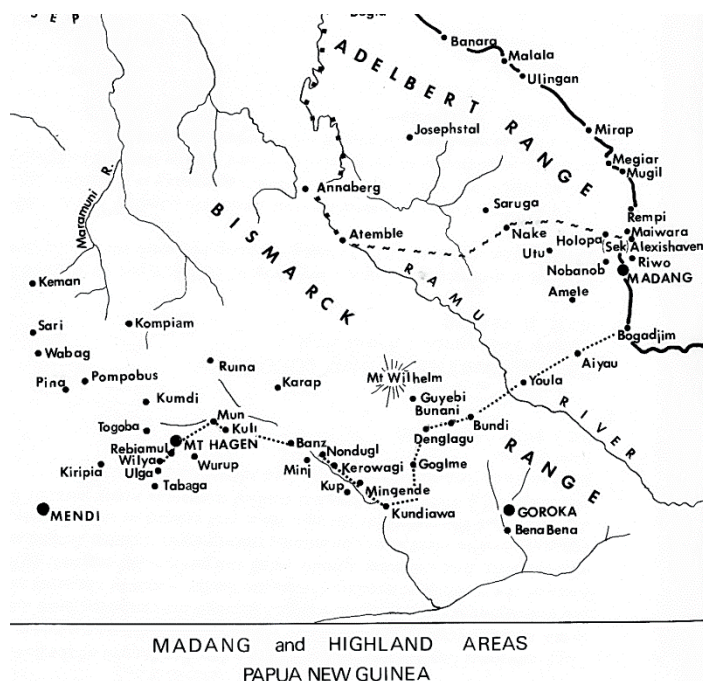 S E P
Banara
Malala
Ulingan
ADELBERT RANGE
Josephstal
Mirap
Megiar
Mugil
Maramuni R.
Annaberg
Saruga
Rempi
BISMARCK
Atemble
Nake
Holopa
Maiwara
(Sek) Alexishaven
Utu
Riwo
RAMU
Nobanob
MADANG
Keman
Amele
Sari
Kompiam
Bogadjim
Wabag
Aiyau
Ruina
Mt Wilhelm
Pina
Pompobus
Karap
Youla
Kumdi
Guyebi
Bunani
RIVER
Mun
Bundi
Togoba
Kuli
Denglagu
Rebiamul
MT HAGEN
Banz
Nondugl
RANGE
Wilya
Minj
Kerowagi
Goglme
Kiripia
Ulga
Wurup
Tabaga
Kup
Mingende
MENDI
Kundiawa
GOROKA
BenaBena
MADANG and HIGHLAND AREAS
PAPUA NEW GUINEA